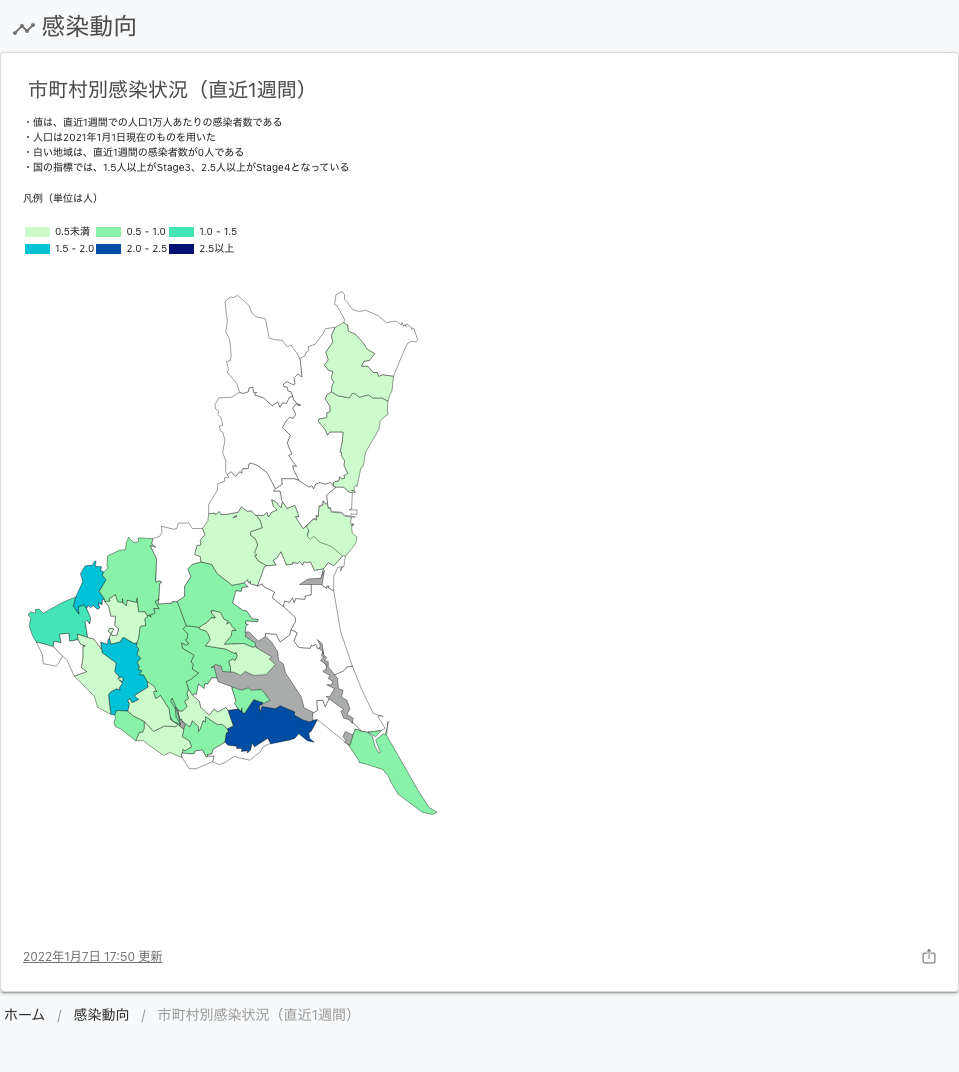 感染動向
市町村別感染状況（直近1週間）
・値は、直近1週間での人口1万人あたりの感染者数である
・人口は2021年1月1日現在のものを用いた
・白い地域は、直近1週間の感染者数が0人である
・国の指標では、1.5人以上がStage3、2.5人以上がStage4となっている
凡例（単位は人）
0.5未満 0.5 - 1.0 1.0 - 1.5
1.5 - 2.0 2.0 - 2.5 2.5以上
2022年1月7日 17:50 更新
ホーム / 感染動向 / 市町村別感染状況（直近1週間）